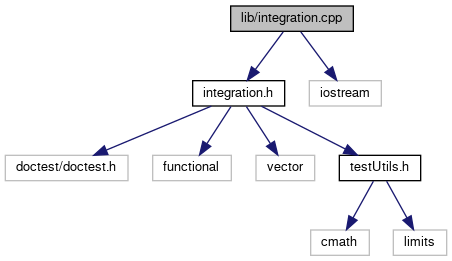 lib/integration.cpp
integration.h
iostream
doctest/doctest.h
functional
vector
testUtils.h
cmath
limits